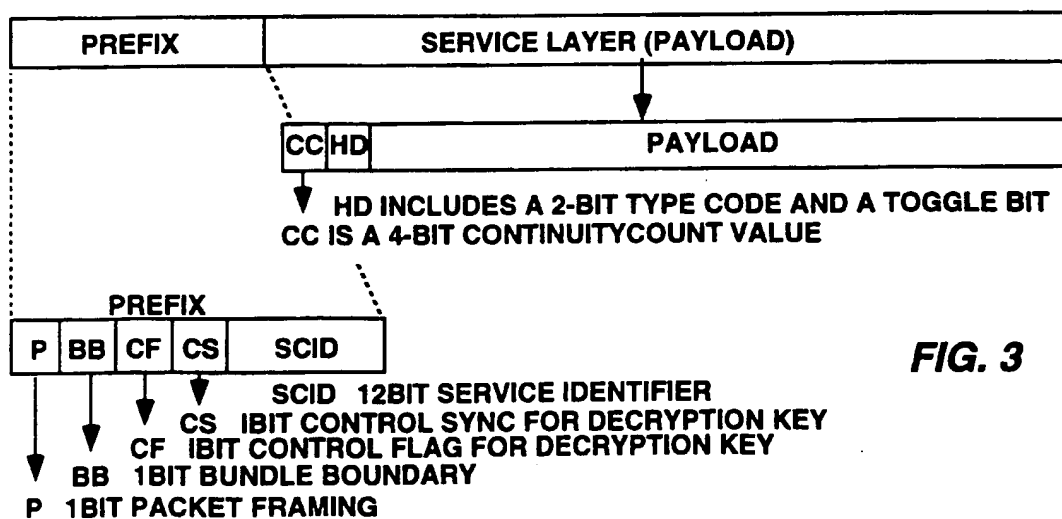 PREFIX SERVICE LAYER (PAYLOAD)
CC HD PAYLOAD
HD INCLUDES A 2-BIT TYPE CODE AND A TOGGLE BIT
CC IS A 4-BIT CONTINUITYCOUNT VALUE
PREFIX
P BB CF CS SCID
FIG. 3
SCID 12BIT SERVICE IDENTIFIER
CS IBIT CONTROL SYNC FOR DECRYPTION KEY
CF IBIT CONTROL FLAG FOR DECRYPTION KEY
BB 1BIT BUNDLE BOUNDARY
P 1BIT PACKET FRAMING